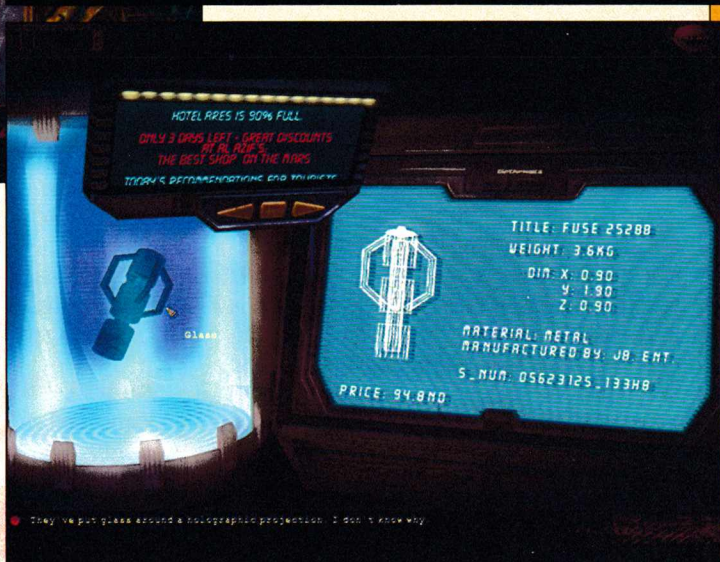 HOTEL ARES IS 90% FULL.
ONLY 3 DAYS LEFT - GREAT DISCOUNTS
AT AL AZIF'S,
THE BEST SHOP ON THE MARS
TODAY'S RECOMMENDATIONS FOR TOURISTS
TITLE: FUSE 25288
WEIGHT: 3.6KG
DIM: X: 0.90
Y: 1.90
Z: 0.90
MATERIAL: METAL
MANUFACTURED BY: JB. ENT.
S_NUM: 05623125_133HB
PRICE: 94.8ND
Glass
They've put glass around a holographic projection. I don't know why